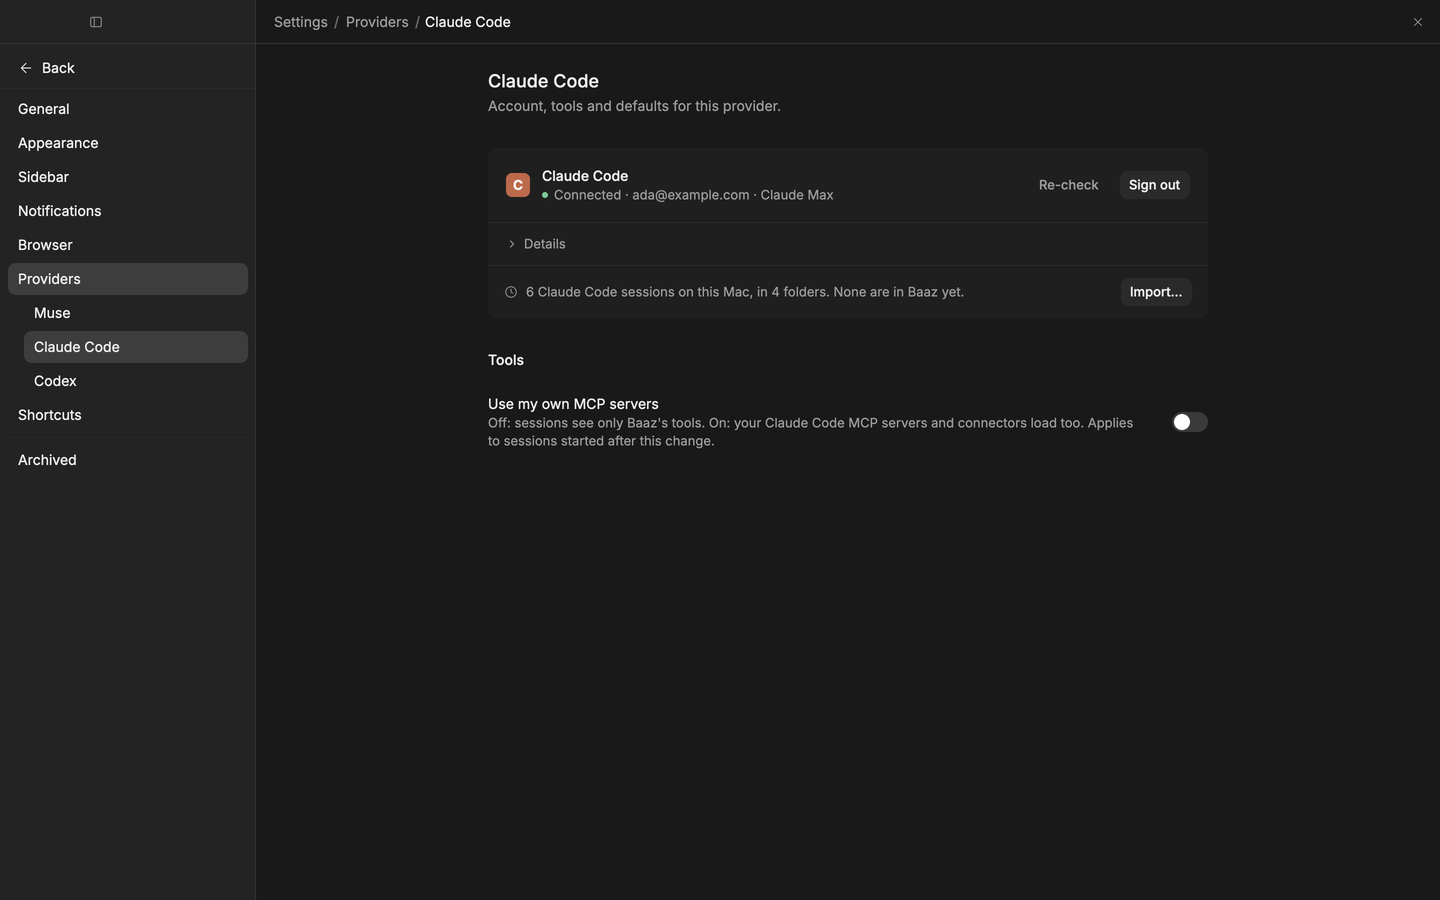 Settings / Providers / Claude Code
Back
General
Appearance
Sidebar
Notifications
Browser
Providers
Muse
Claude Code
Codex
Shortcuts
Archived
Claude Code
Account, tools and defaults for this provider.
C
Claude Code
Connected · ada@example.com · Claude Max
Re-check
Sign out
Details
6 Claude Code sessions on this Mac, in 4 folders. None are in Baaz yet.
Import...
Tools
Use my own MCP servers
Off: sessions see only Baaz's tools. On: your Claude Code MCP servers and connectors load too. Applies
to sessions started after this change.